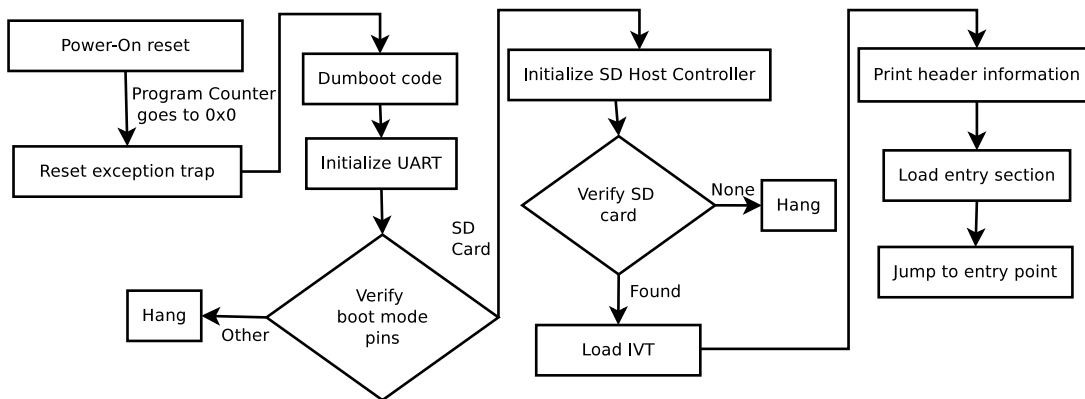 Power-On reset
Program Counter
goes to 0x0
Reset exception trap
Dumboot code
Initialize UART
Verify
boot mode
pins
Other
Hang
SD
Card
Initialize SD Host Controller
Verify SD
card
None
Hang
Found
Load IVT
Print header information
Load entry section
Jump to entry point